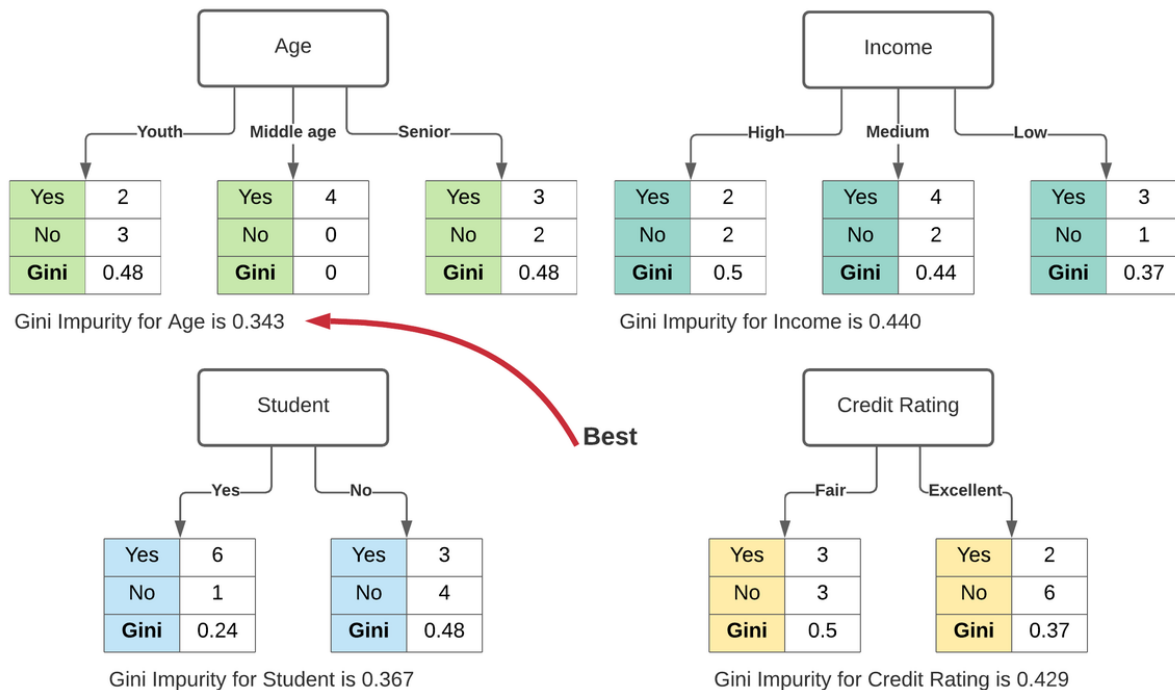 Age
Youth Middle age Senior
Yes 2 Yes 4 Yes 3
No 3 No 0 No 2
Gini 0.48 Gini 0 Gini 0.48
Gini Impurity for Age is 0.343
Income
High Medium Low
Yes 2 Yes 4 Yes 3
No 2 No 2 No 1
Gini 0.5 Gini 0.44 Gini 0.37
Gini Impurity for Income is 0.440
Best
Student
Yes No
Yes 6 Yes 3
No 1 No 4
Gini 0.24 Gini 0.48
Gini Impurity for Student is 0.367
Credit Rating
Fair Excellent
Yes 3 Yes 2
No 3 No 6
Gini 0.5 Gini 0.37
Gini Impurity for Credit Rating is 0.429